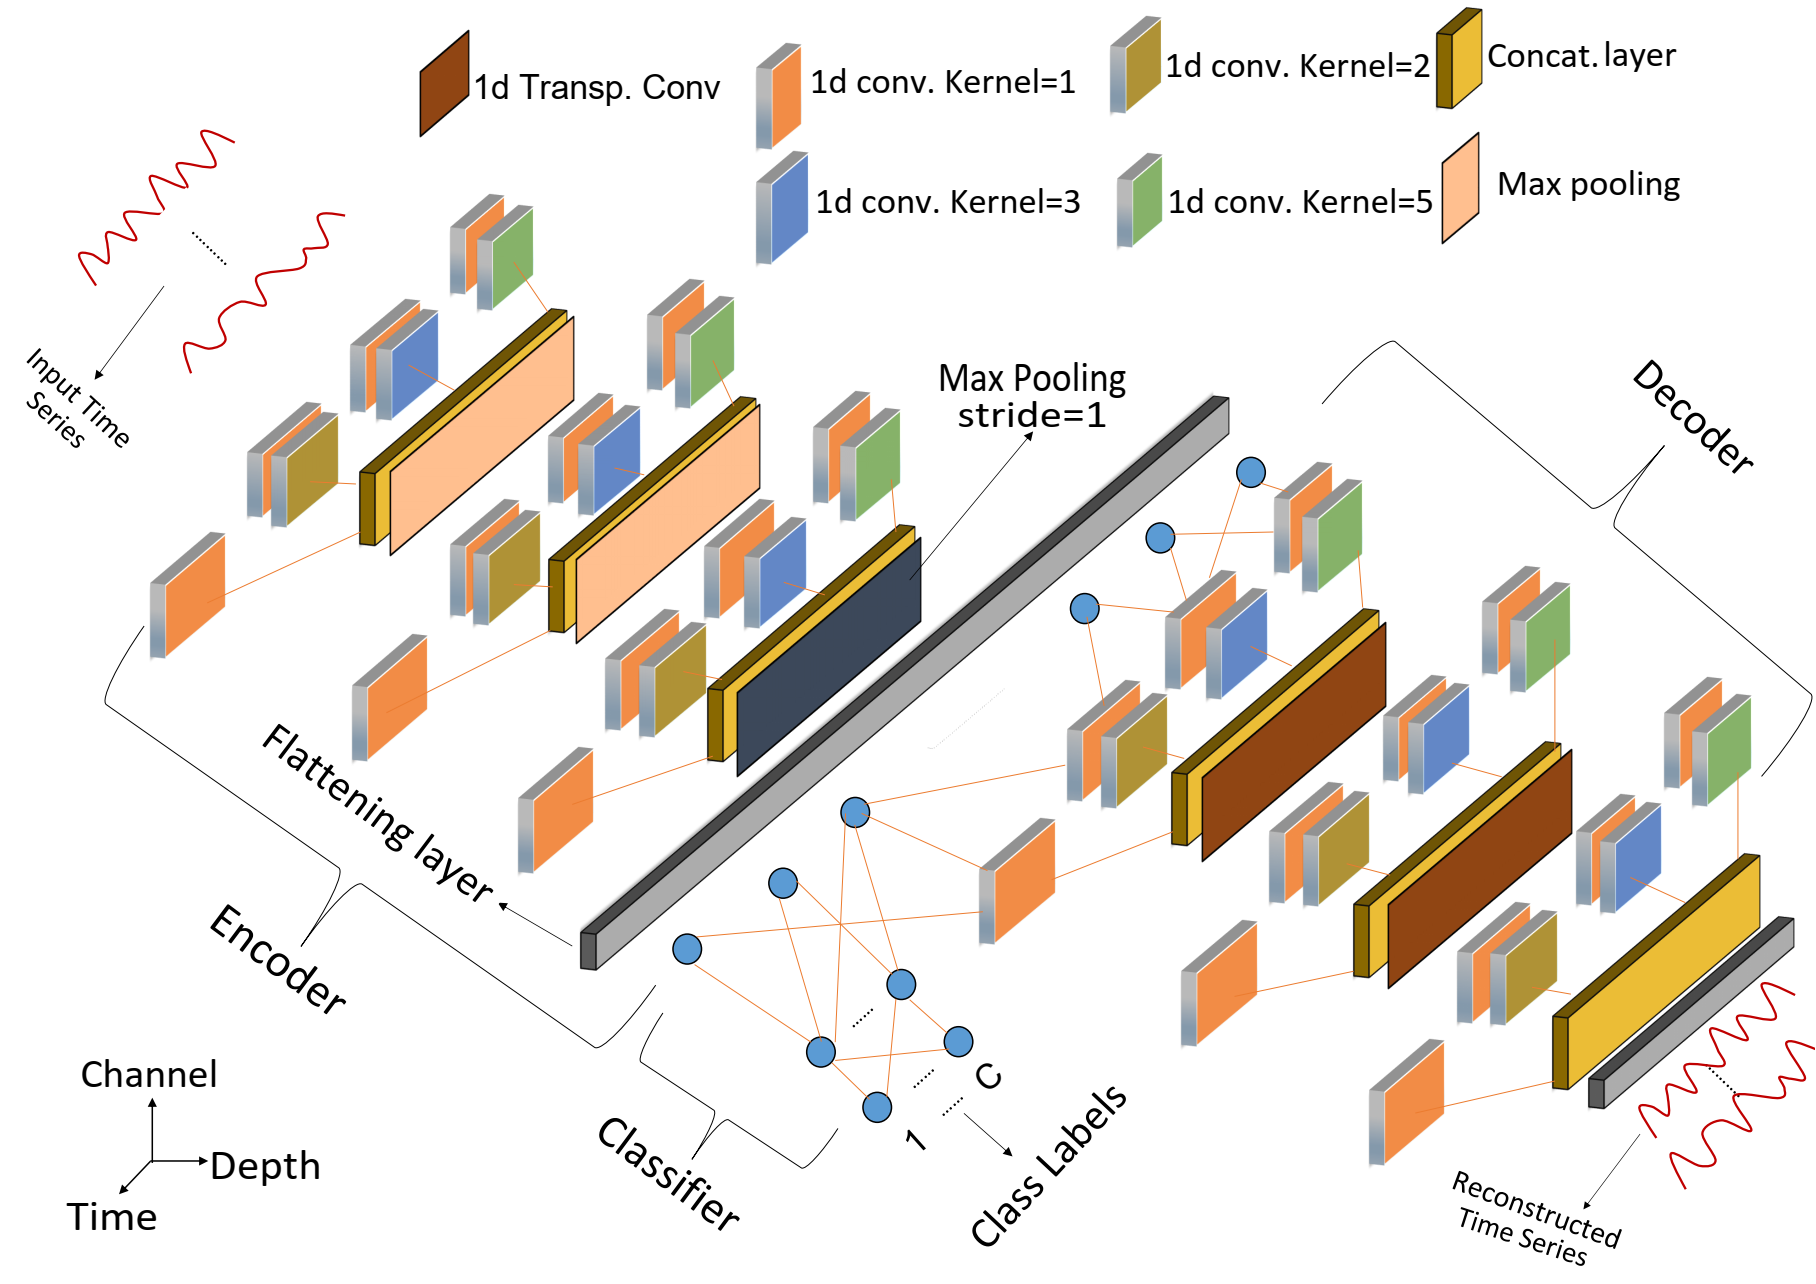 1d Transp. Conv
1d conv. Kernel=1
1d conv. Kernel=2
Concat. layer
1d conv. Kernel=3
1d conv. Kernel=5
Max pooling
Input Time
Series
Max Pooling
stride=1
Decoder
Flattening layer
Encoder
Classifier
1
C
Class Labels
Channel
Depth
Time
Reconstructed
Time Series